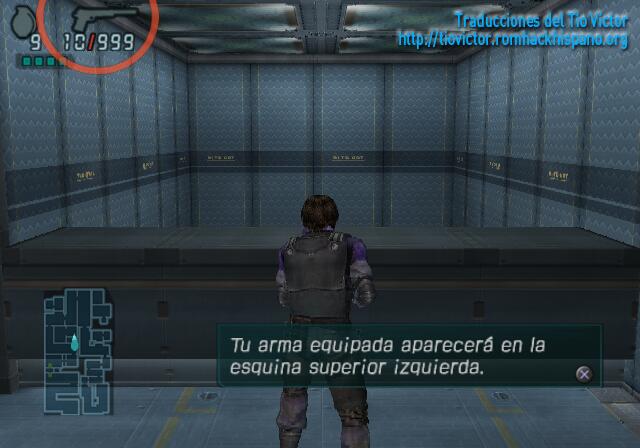 Traducciones del Tio Victor
http://tiovictor.romhackhispano.org
9 10/999
Tu arma equipada aparecerá en la
esquina superior izquierda.